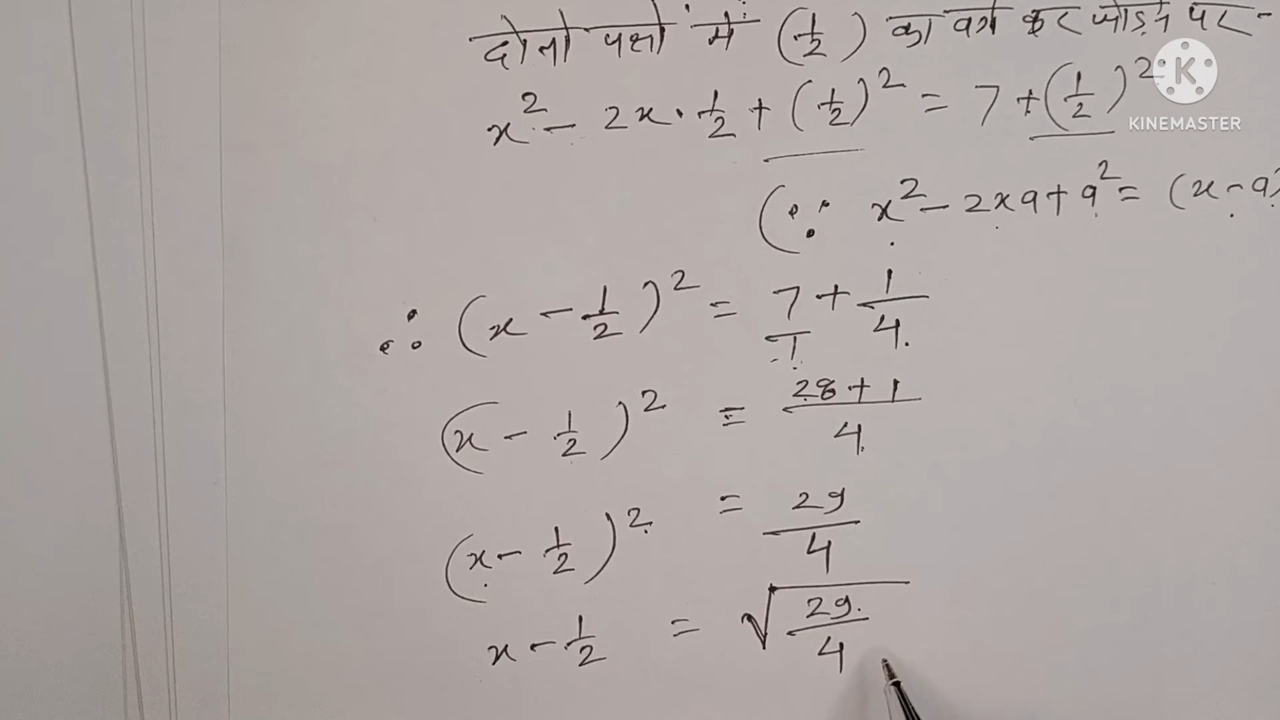 दोनो पक्षो में (1/2) का वर्ग कर जोड़ने पर -
x² - 2x · 1/2 + (1/2)² = 7 + (1/2)²
KINEMASTER
(∵ x² - 2xa + a² = (x - a)
∴ (x - 1/2)² = 7/1 + 1/4
(x - 1/2)² = 28 + 1/4
(x - 1/2)² = 29/4
x - 1/2 = √29/4